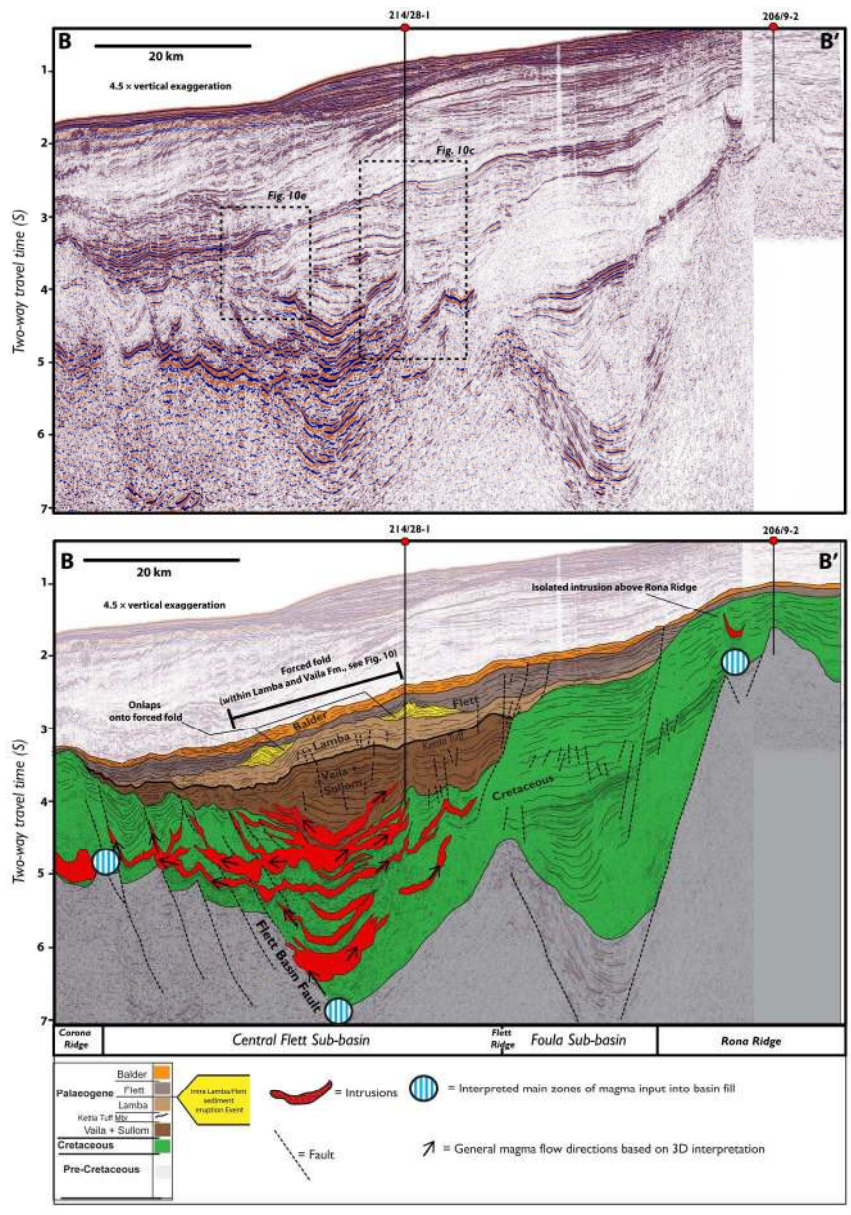 214/28-1
206/9-2
B
B'
20 km
4.5 × vertical exaggeration
Fig. 10c
Fig. 10e
Two-way travel time (S)
1
2
3
4
5
6
7
214/28-1
206/9-2
B
B'
20 km
4.5 × vertical exaggeration
Isolated intrusion above Rona Ridge
Forced fold
(within Lamba and Vaila Fm., see Fig. 10)
Onlaps
onto forced fold
Balder
Flett
Lamba
Kettla Tuff
Vaila +
Sullom
Cretaceous
Flett Basin Fault
Two-way travel time (S)
1
2
3
4
5
6
7
Corona
Ridge
Central Flett Sub-basin
Flett
Ridge
Foula Sub-basin
Rona Ridge
Balder
Palaeogene
Flett
Lamba
Kettla Tuff Mbr
Vaila + Sullom
Cretaceous
Pre-Cretaceous
Intra Lamba/Flett
sediment
eruption Event
= Intrusions
= Interpreted main zones of magma input into basin fill
= Fault
= General magma flow directions based on 3D interpretation